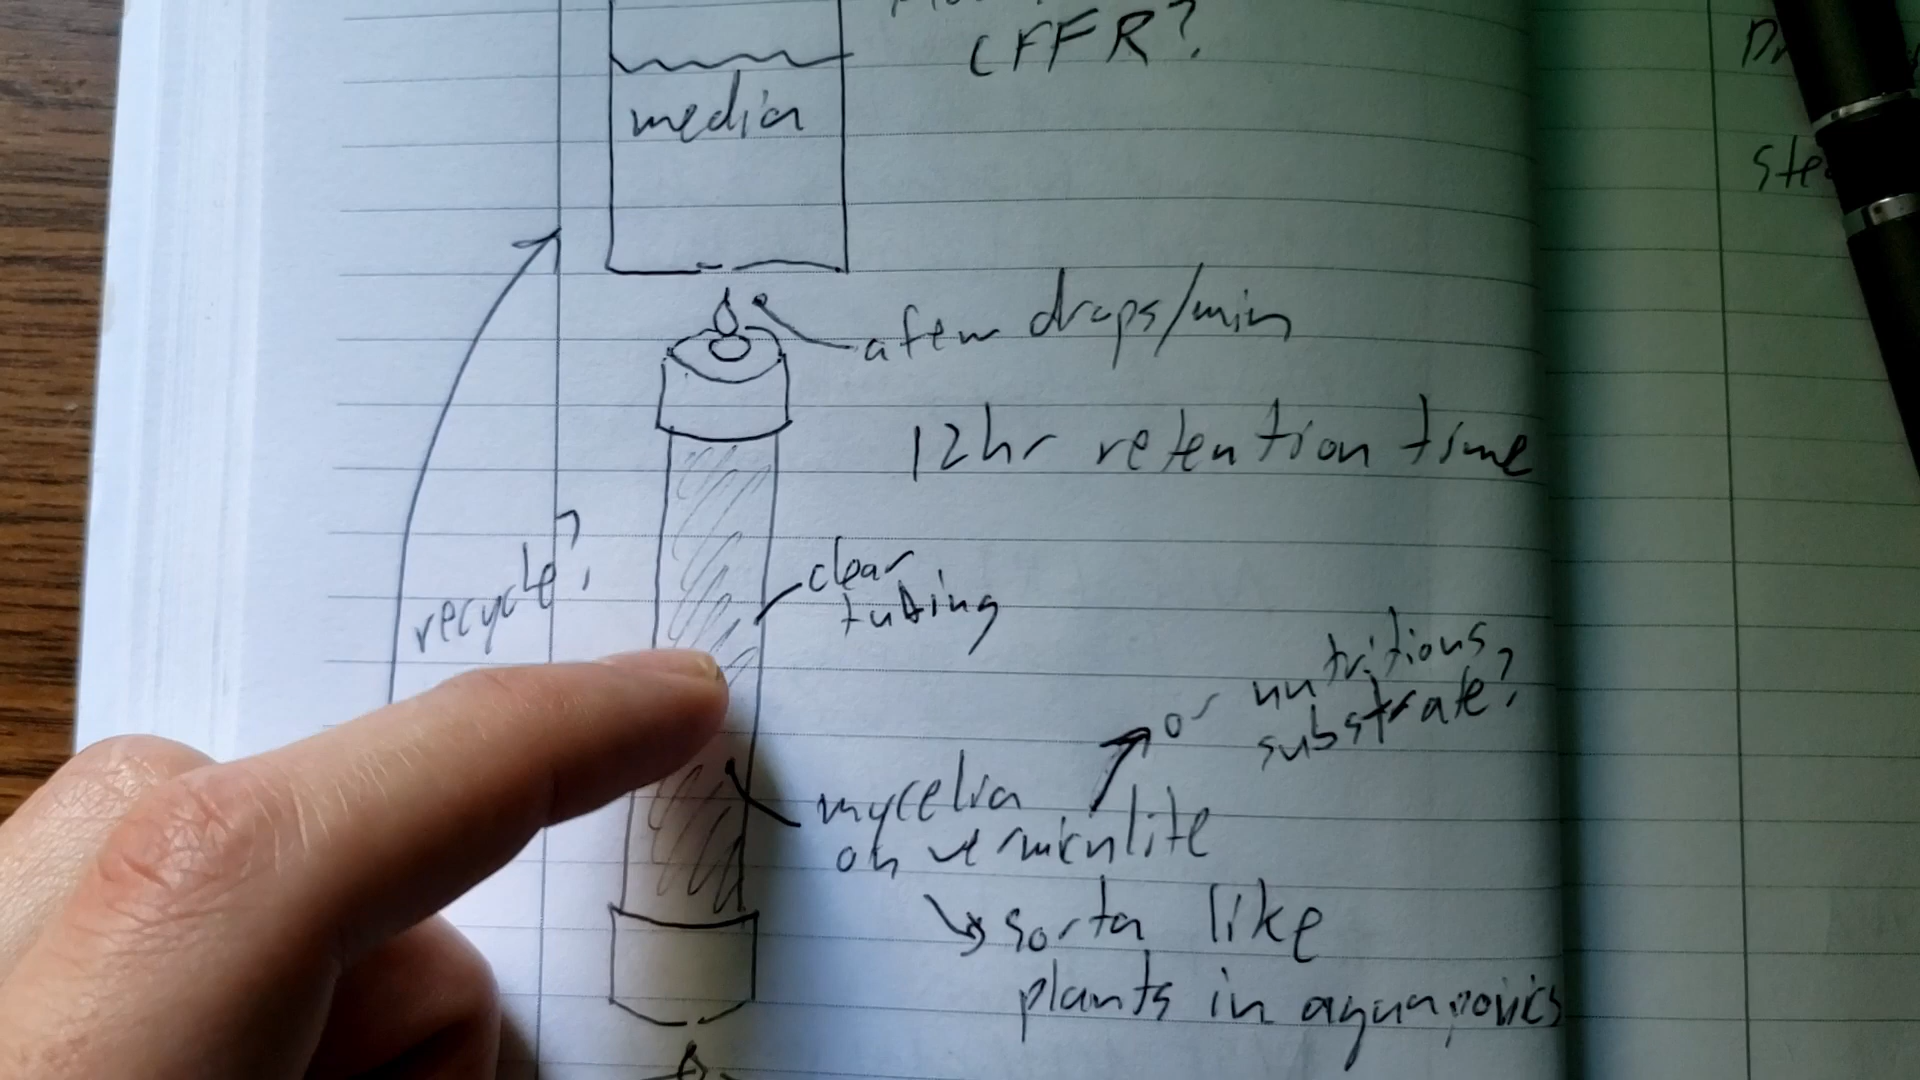 CFFR?
media
a few drops/min
12hr retention time
recycle?
clear
tubing
or nutritious
substrate?
mycelia
on vermiculite
sorta like
plants in aquaponics